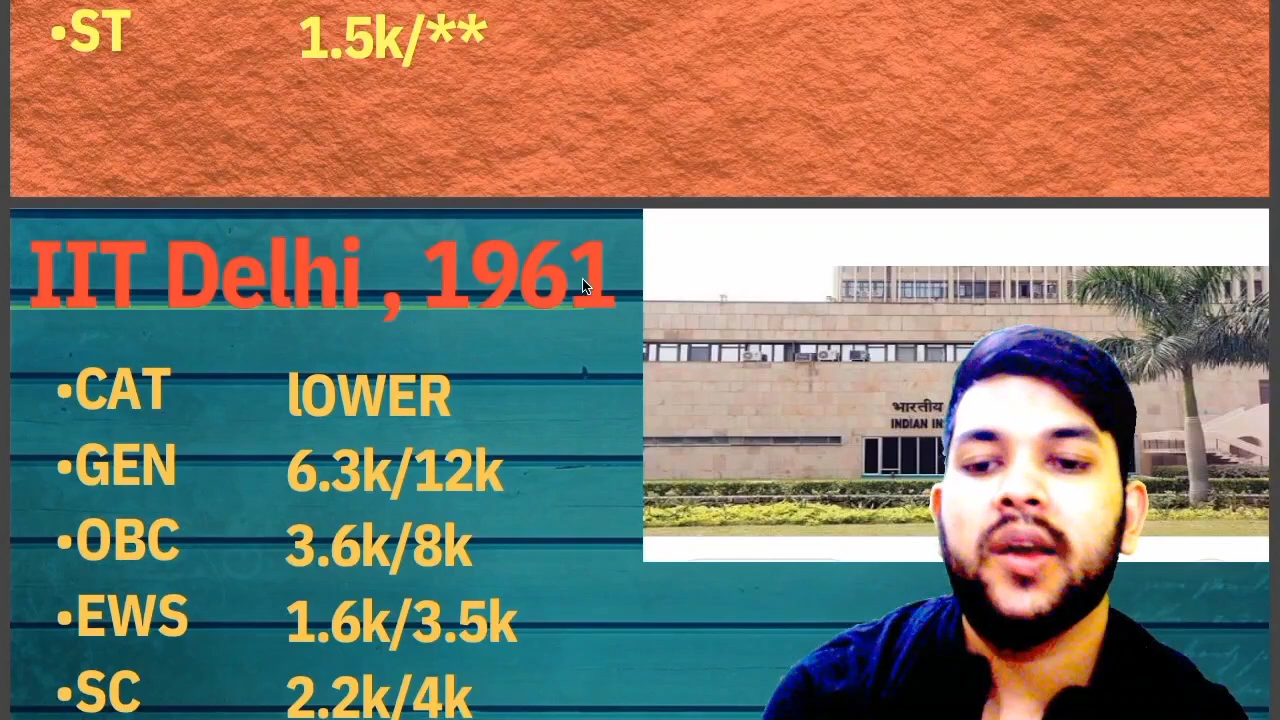 •ST 1.5k/**
IIT Delhi , 1961
•CAT lOWER
•GEN 6.3k/12k
•OBC 3.6k/8k
•EWS 1.6k/3.5k
•SC 2.2k/4k
भारतीय
INDIAN IN